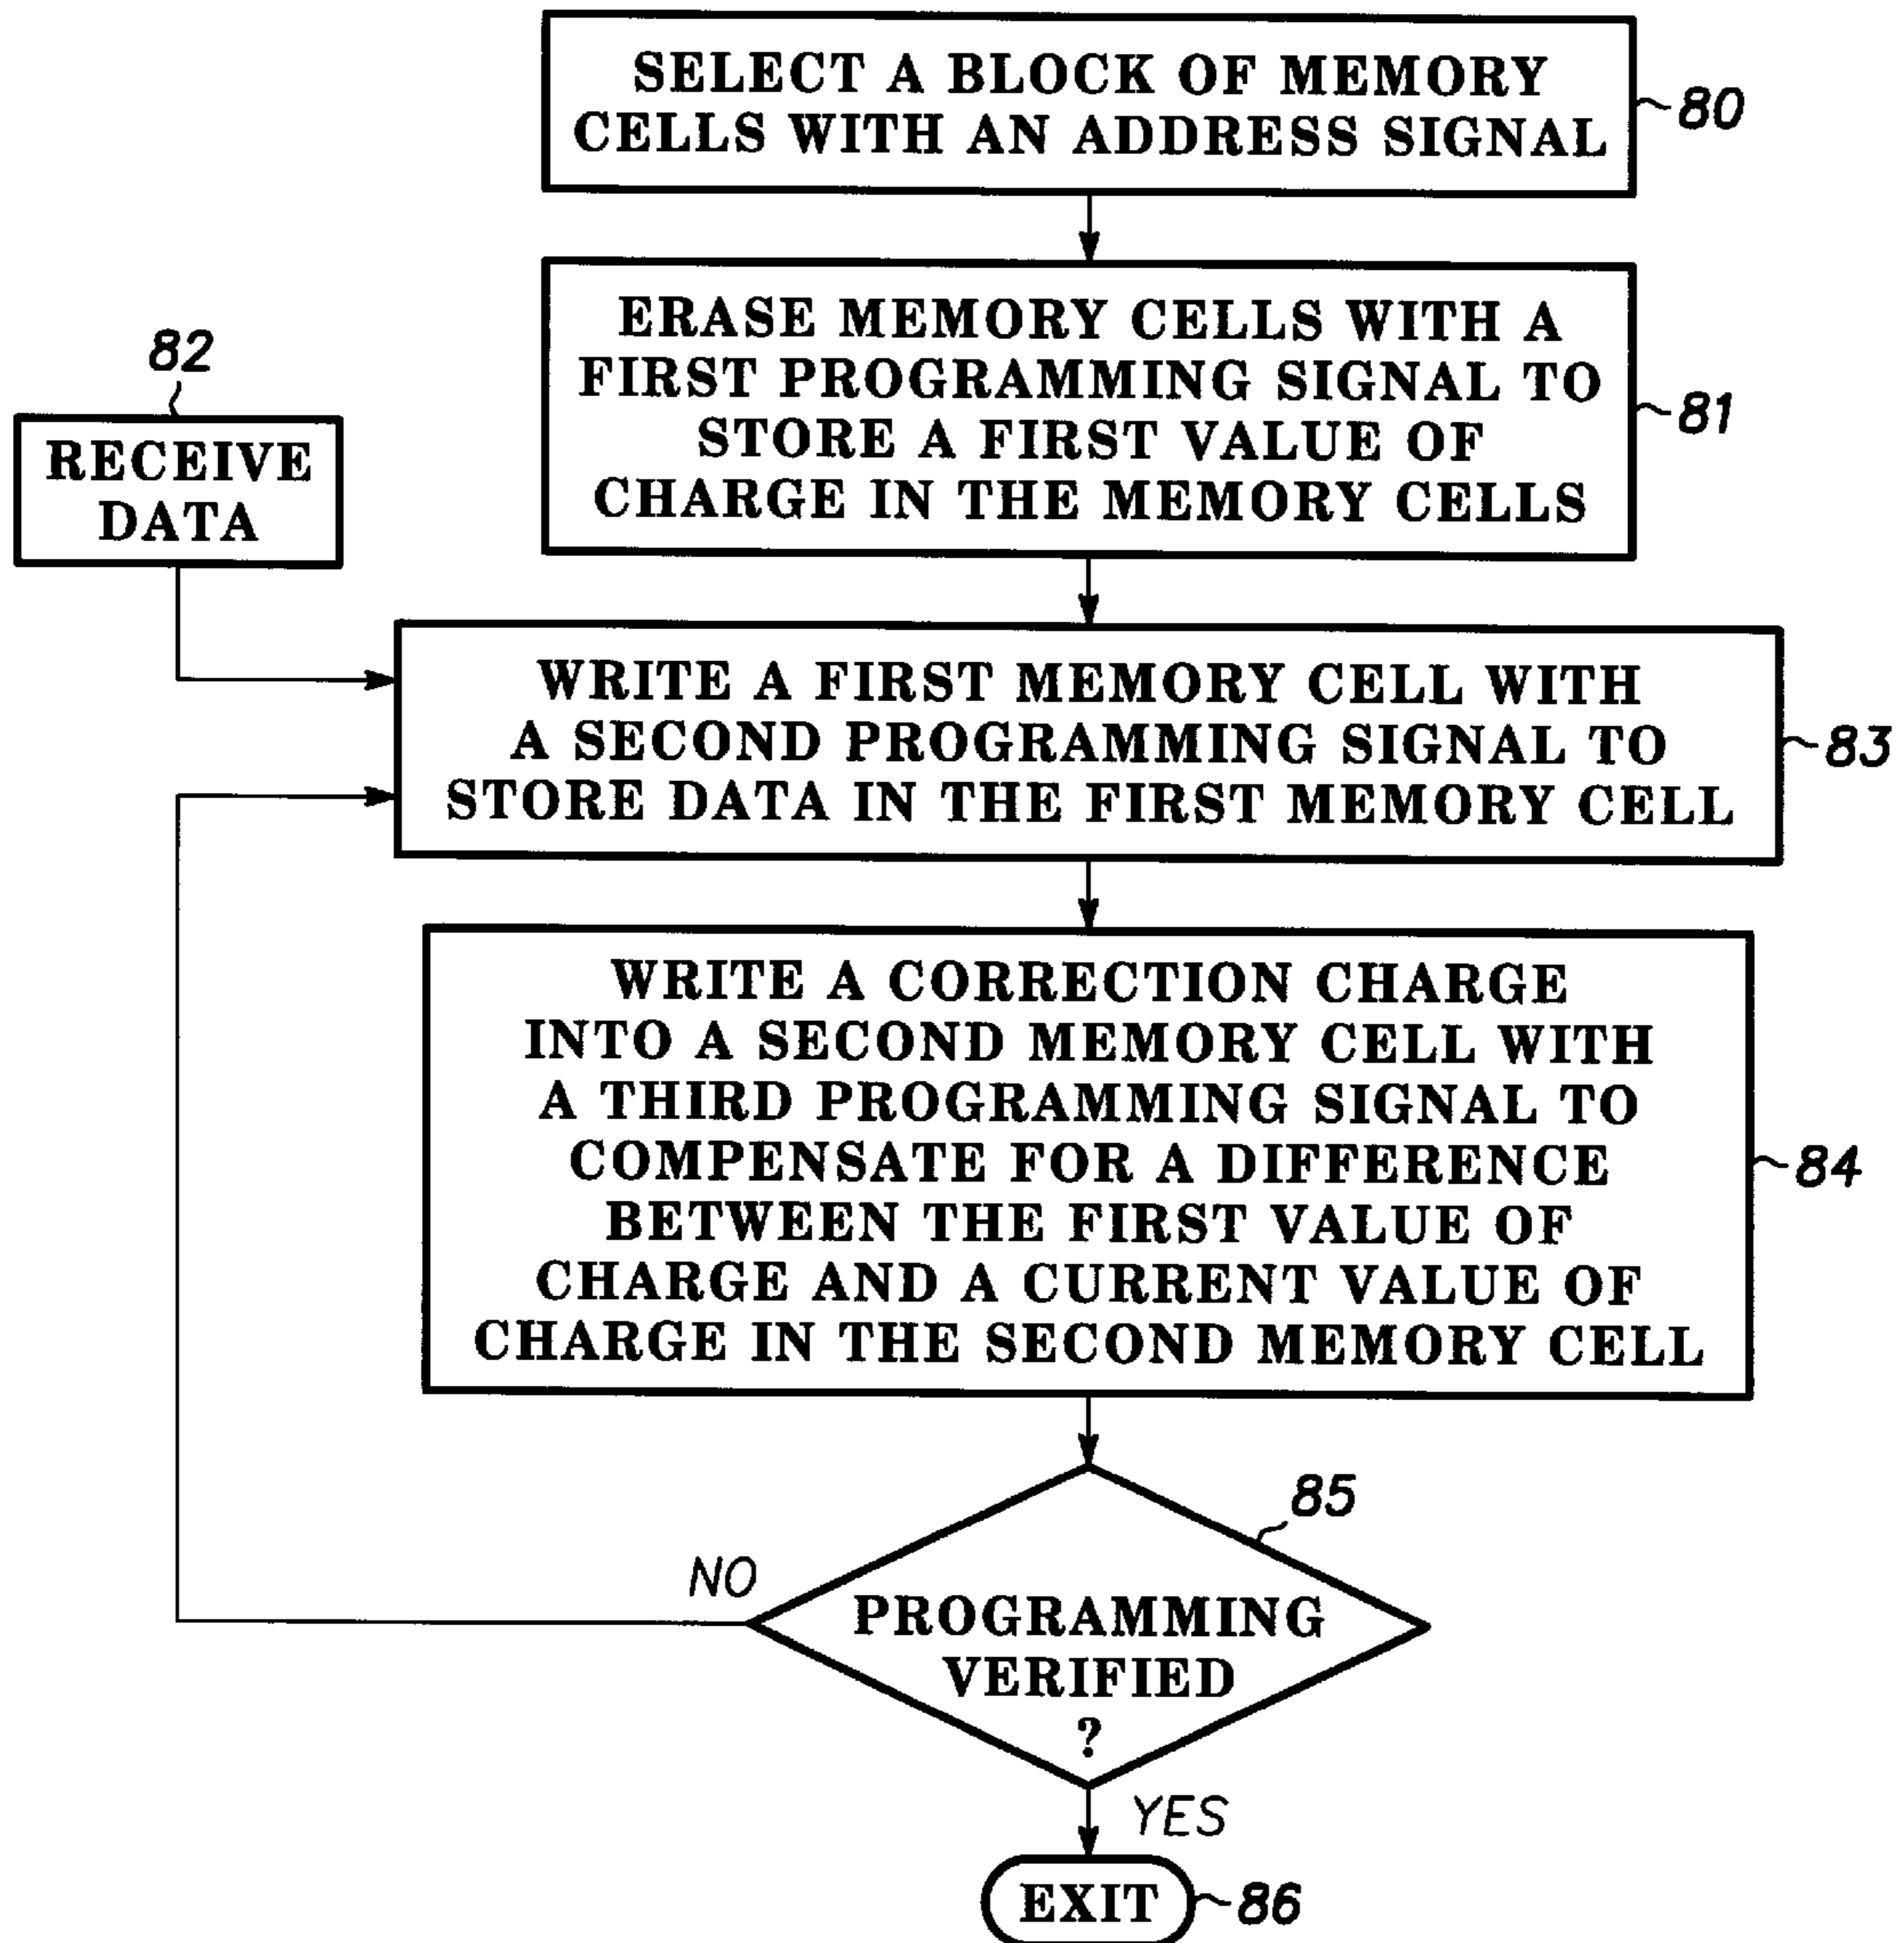 SELECT A BLOCK OF MEMORY
CELLS WITH AN ADDRESS SIGNAL
80
ERASE MEMORY CELLS WITH A
FIRST PROGRAMMING SIGNAL TO
STORE A FIRST VALUE OF
CHARGE IN THE MEMORY CELLS
81
82
RECEIVE
DATA
WRITE A FIRST MEMORY CELL WITH
A SECOND PROGRAMMING SIGNAL TO
STORE DATA IN THE FIRST MEMORY CELL
83
WRITE A CORRECTION CHARGE
INTO A SECOND MEMORY CELL WITH
A THIRD PROGRAMMING SIGNAL TO
COMPENSATE FOR A DIFFERENCE
BETWEEN THE FIRST VALUE OF
CHARGE AND A CURRENT VALUE OF
CHARGE IN THE SECOND MEMORY CELL
84
85
NO
PROGRAMMING
VERIFIED
?
YES
EXIT
86